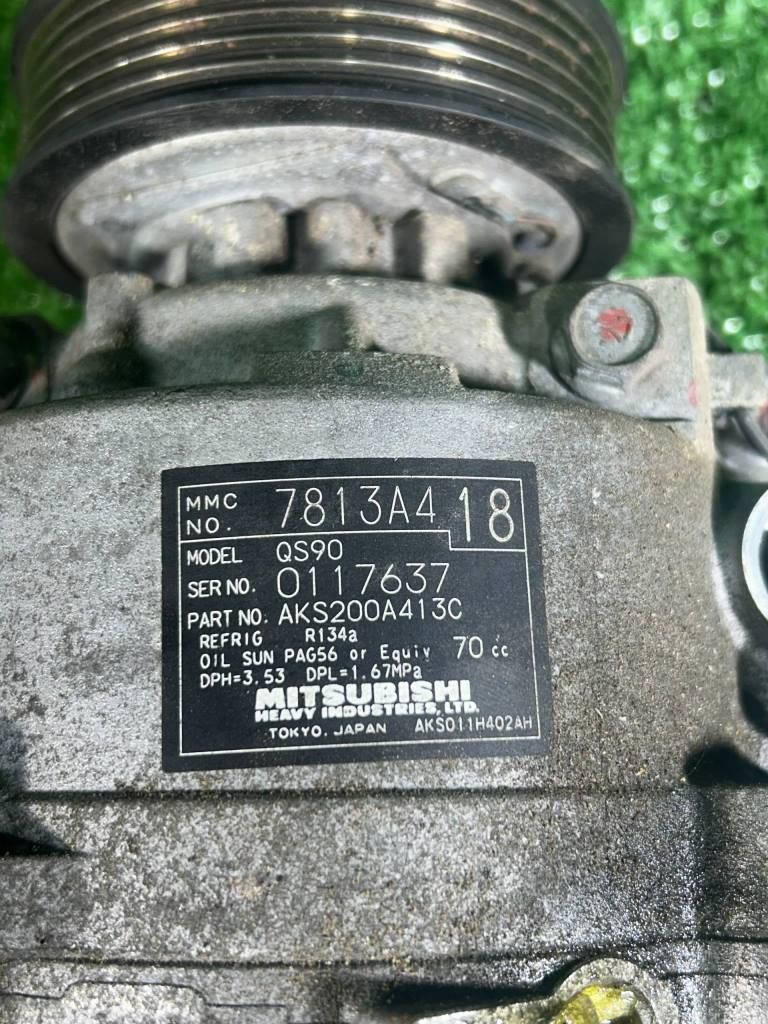 MMC NO. 7813A4 18
MODEL QS90
SER NO. 0117637
PART NO. AKS200A413C
REFRIG R134a
OIL SUN PAG56 or Equiv 70 cc
DPH=3.53 DPL=1.67MPa
MITSUBISHI
HEAVY INDUSTRIES, LTD.
TOKYO, JAPAN AKS011H402AH